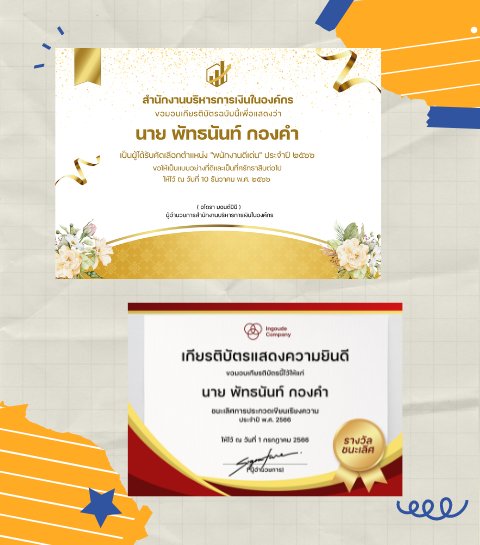 สำนักงานบริหารการเงินในองค์กร
ขอมอบเกียรติบัตรฉบับนี้เพื่อแสดงว่า
นาย พัทธนันท์ กองคำ
เป็นผู้ได้รับคัดเลือกตำแหน่ง "พนักงานดีเด่น" ประจำปี ๒๕๖๖
ขอให้เป็นแบบอย่างที่ดีและเป็นที่ศรัทธาสืบต่อไป
ให้ไว้ ณ วันที่ 10 ธันวาคม พ.ศ. ๒๕๖๖
ผู้อำนวยการสำนักงานบริหารการเงินในองค์กร
Ingoude
Company
เกียรติบัตรแสดงความยินดี
ขอมอบเกียรติบัตรนี้ไว้ให้แก่
นาย พัทธนันท์ กองคำ
ชนะเลิศการประกวดเขียนเรียงความ
ประจำปี พ.ศ. 2566
ให้ไว้ ณ วันที่ 1 กรกฎาคม 2566
รางวัล
ชนะเลิศ
(ผู้อำนวยการ)